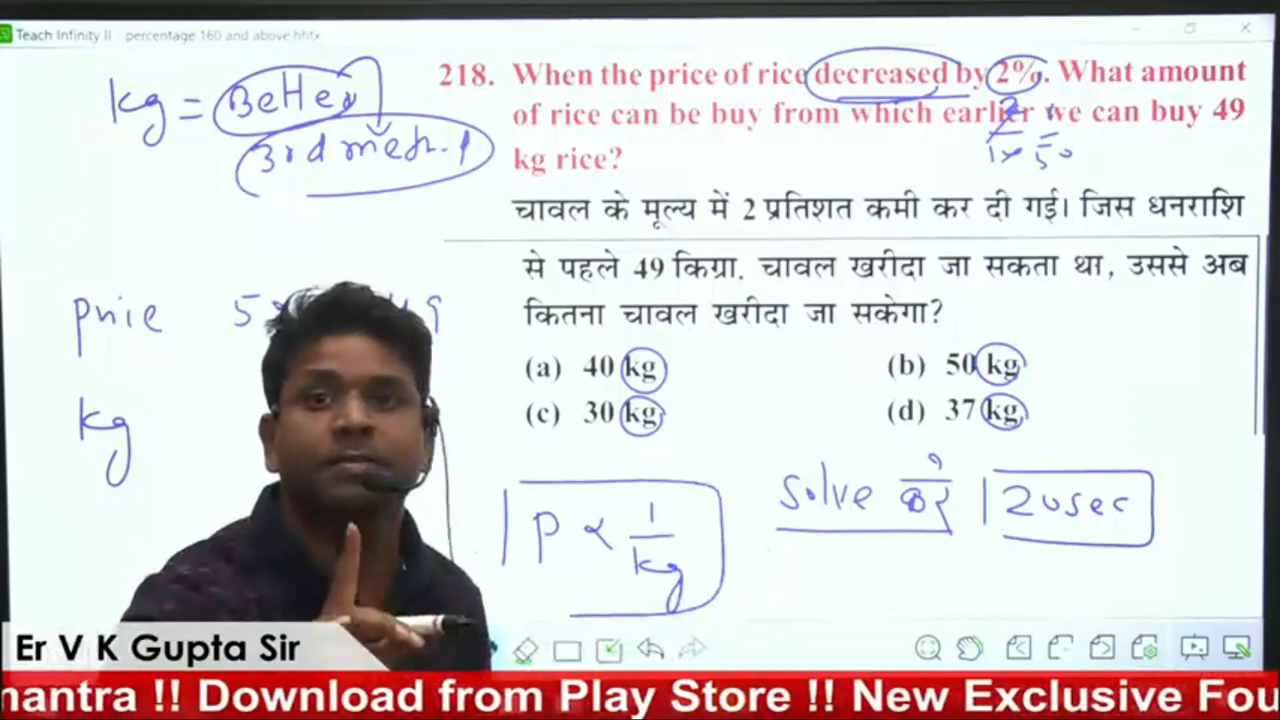 Teach Infinity II percentage 160 and above hhtx
kg = Better
3rd meth.
218. When the price of rice decreased by 2%. What amount
of rice can be buy from which earlier we can buy 49
kg rice?
चावल के मूल्य में 2 प्रतिशत कमी कर दी गई। जिस धनराशि
से पहले 49 किग्रा. चावल खरीदा जा सकता था, उससे अब
कितना चावल खरीदा जा सकेगा?
(a) 40 kg (b) 50 kg
(c) 30 kg (d) 37 kg
price
kg
P ∝ 1/kg
Solve करें 20 sec
Er V K Gupta Sir
mantra !! Download from Play Store !! New Exclusive Fou